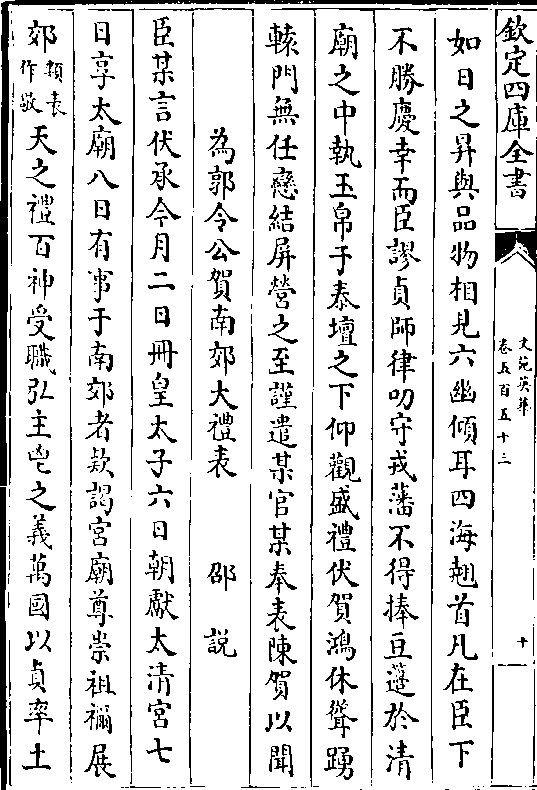 欽定四庫全書
文苑英華
卷五百五十三
十
如日之昇與品物相見六幽傾耳四海翹首凡在臣下
不勝慶幸而臣謬貞師律叨守戎藩不得捧豆籩於清
廟之中執玉帛于泰壇之下仰觀盛禮伏賀鴻休聳踴
轅門無任戀結屏營之至謹遣某官某奉表陳賀以聞
為郭令公賀南郊大禮表 邵說
臣某言伏承今月二日冊皇太子六日朝獻太清宮七
日享太廟八日有事于南郊者欵謁宮廟尊崇祖禰展
郊類表作敬天之禮百神受職弘主鬯之義萬國以貞率土